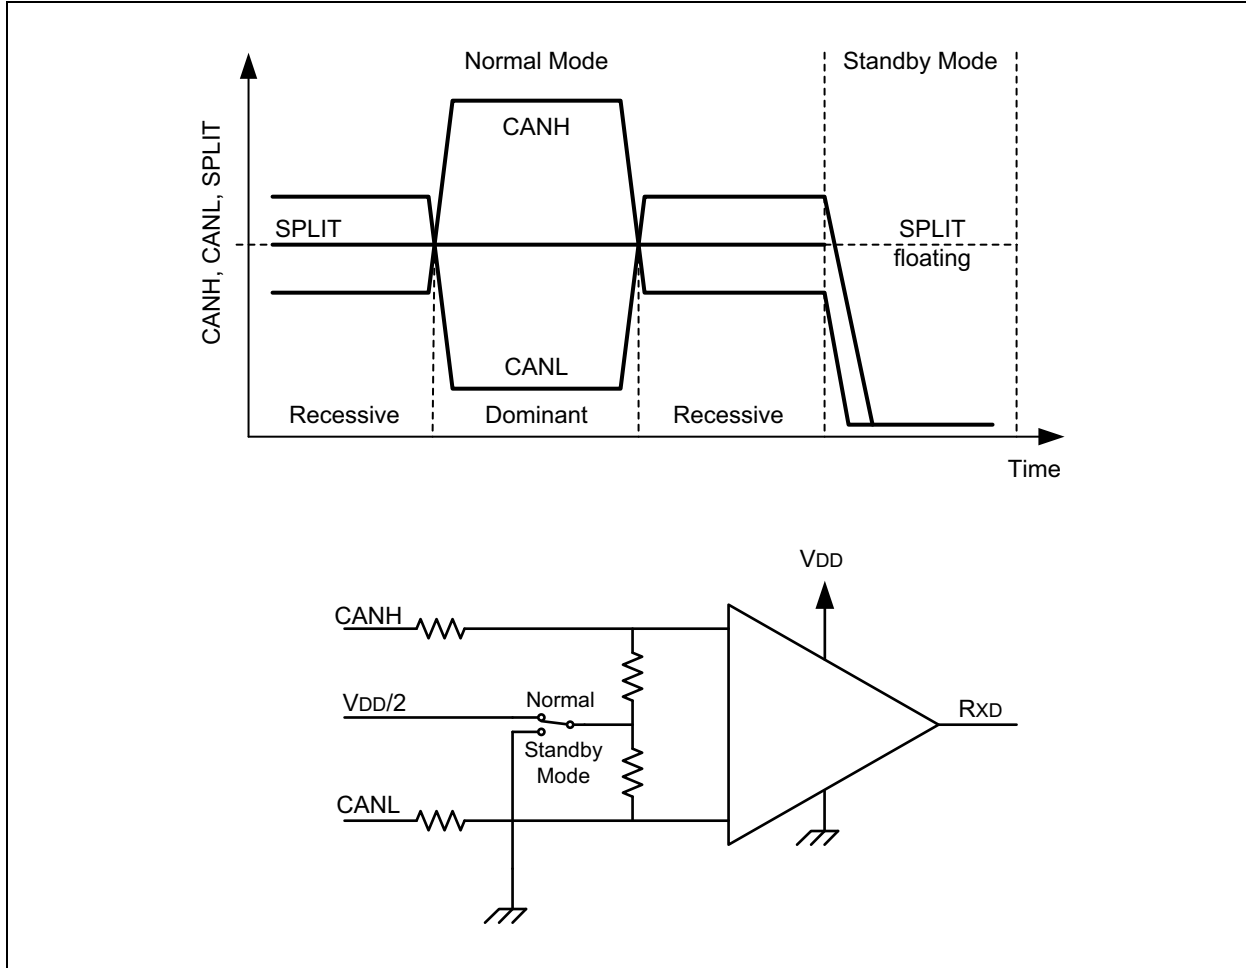 Normal Mode
Standby Mode
CANH, CANL, SPLIT
CANH
SPLIT
SPLIT
floating
CANL
Recessive
Dominant
Recessive
Time
VDD
CANH
VDD/2
Normal
Standby
Mode
RXD
CANL